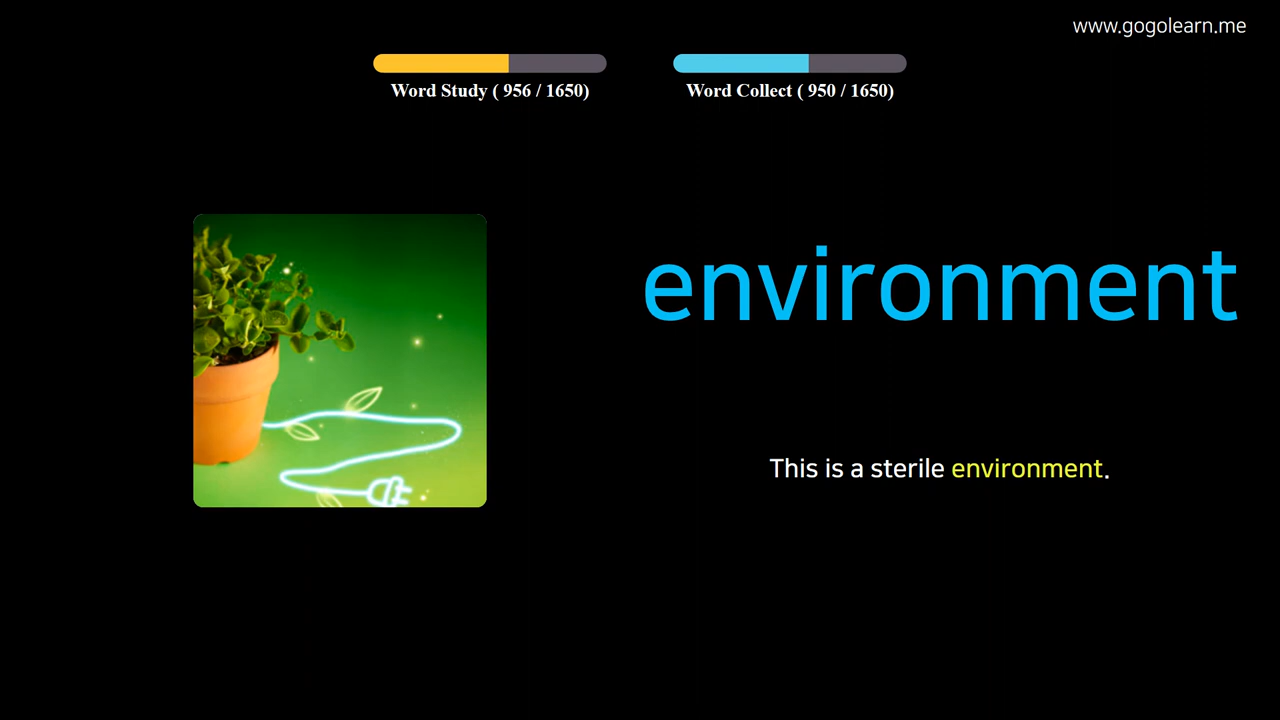 www.gogolearn.me
Word Study ( 956 / 1650)
Word Collect ( 950 / 1650)
environment
This is a sterile environment.